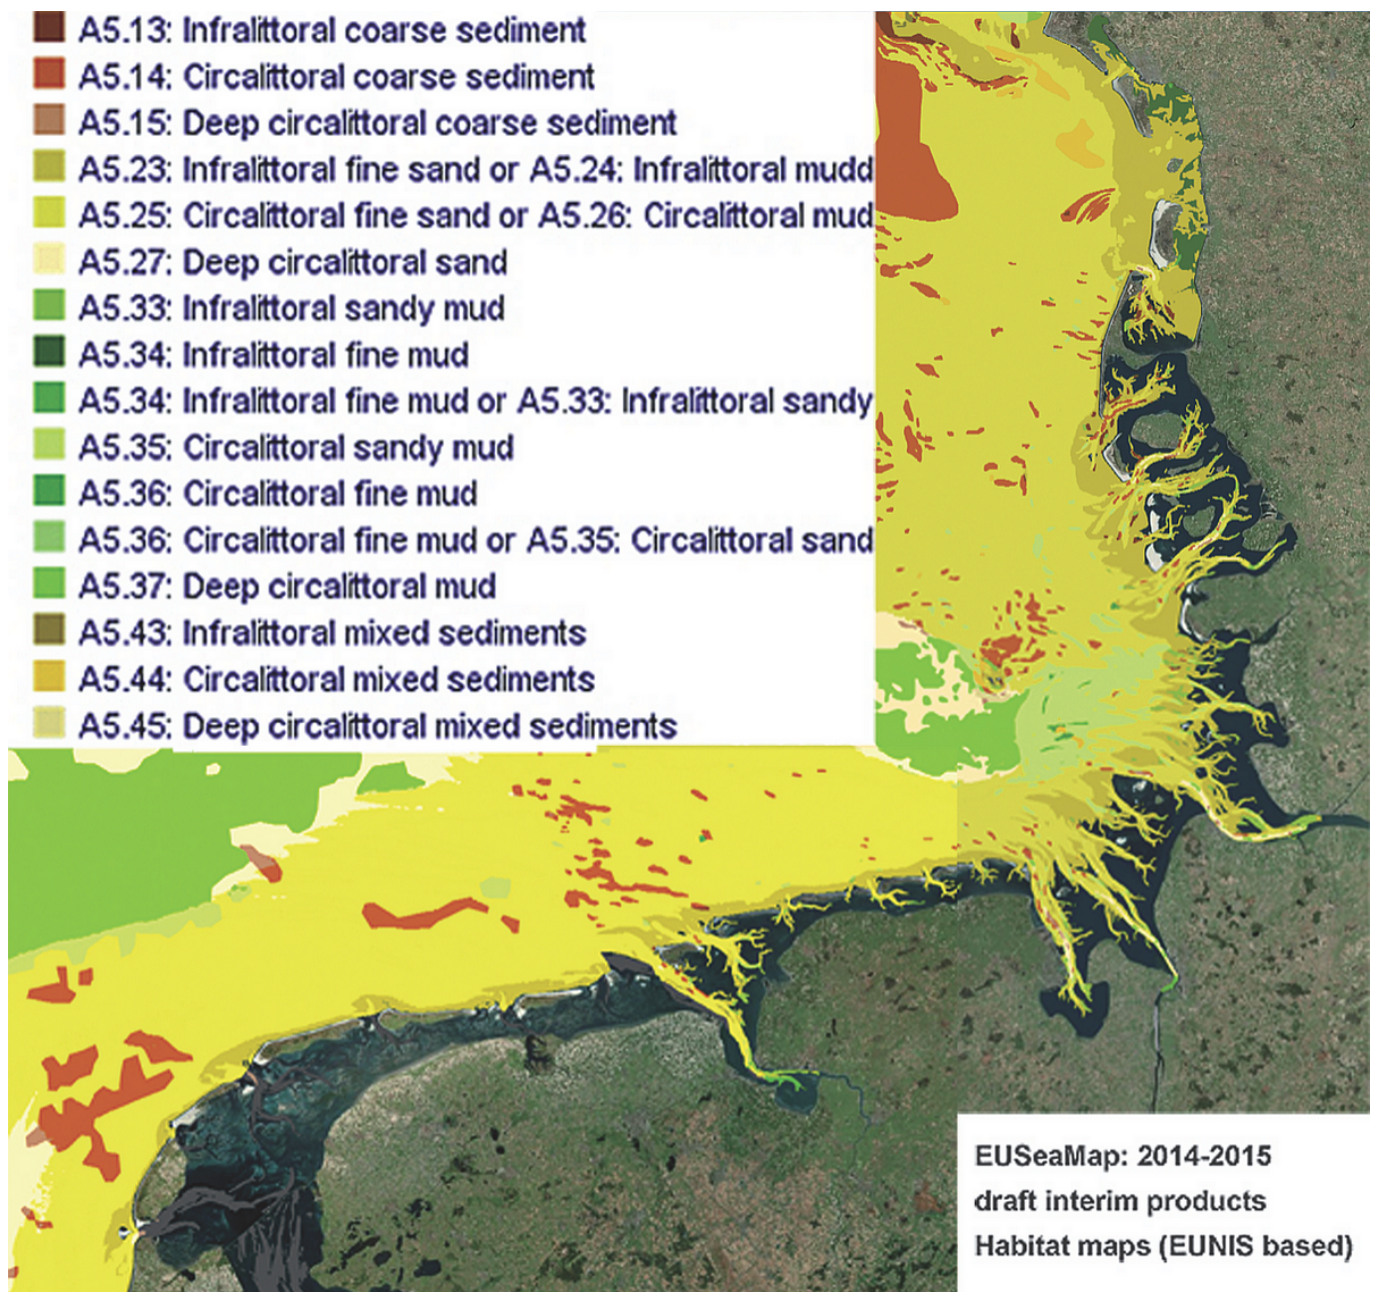 A5.13: Infralittoral coarse sediment
A5.14: Circalittoral coarse sediment
A5.15: Deep circalittoral coarse sediment
A5.23: Infralittoral fine sand or A5.24: Infralittoral mudd
A5.25: Circalittoral fine sand or A5.26: Circalittoral mud
A5.27: Deep circalittoral sand
A5.33: Infralittoral sandy mud
A5.34: Infralittoral fine mud
A5.34: Infralittoral fine mud or A5.33: Infralittoral sandy
A5.35: Circalittoral sandy mud
A5.36: Circalittoral fine mud
A5.36: Circalittoral fine mud or A5.35: Circalittoral sand
A5.37: Deep circalittoral mud
A5.43: Infralittoral mixed sediments
A5.44: Circalittoral mixed sediments
A5.45: Deep circalittoral mixed sediments
EUSeaMap: 2014-2015
draft interim products
Habitat maps (EUNIS based)